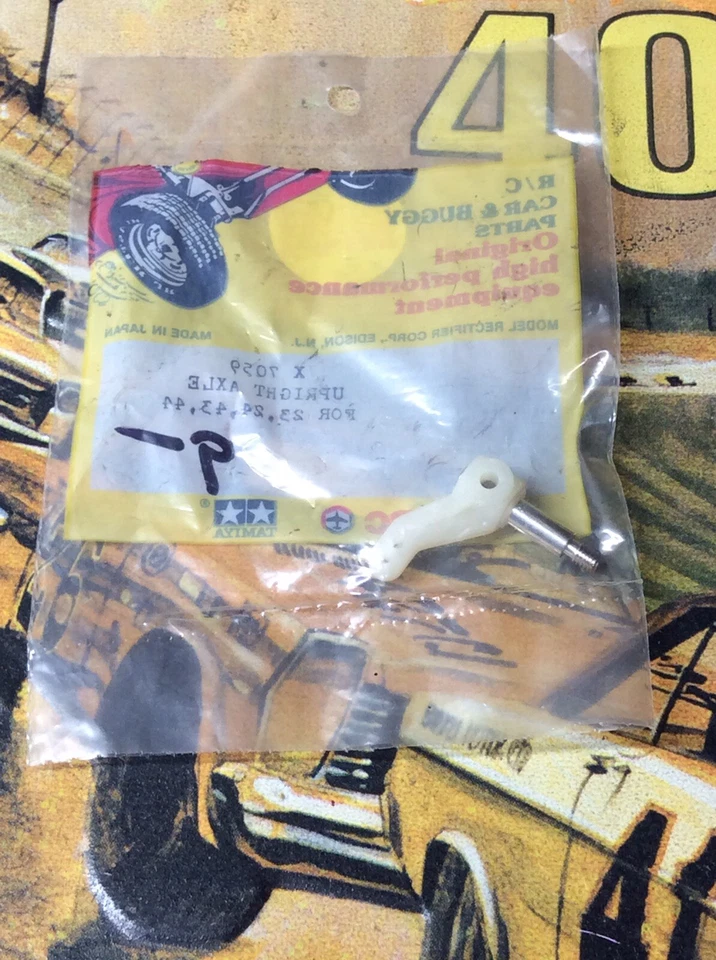 40
R/C
CAR & BUGGY
PARTS
Original
high performance
equipment
MODEL RECTIFIER CORP., EDISON, N.J. MADE IN JAPAN
X 7059
UPRIGHT AXLE
FOR 23,24,43,44
9-
TAMIYA ®